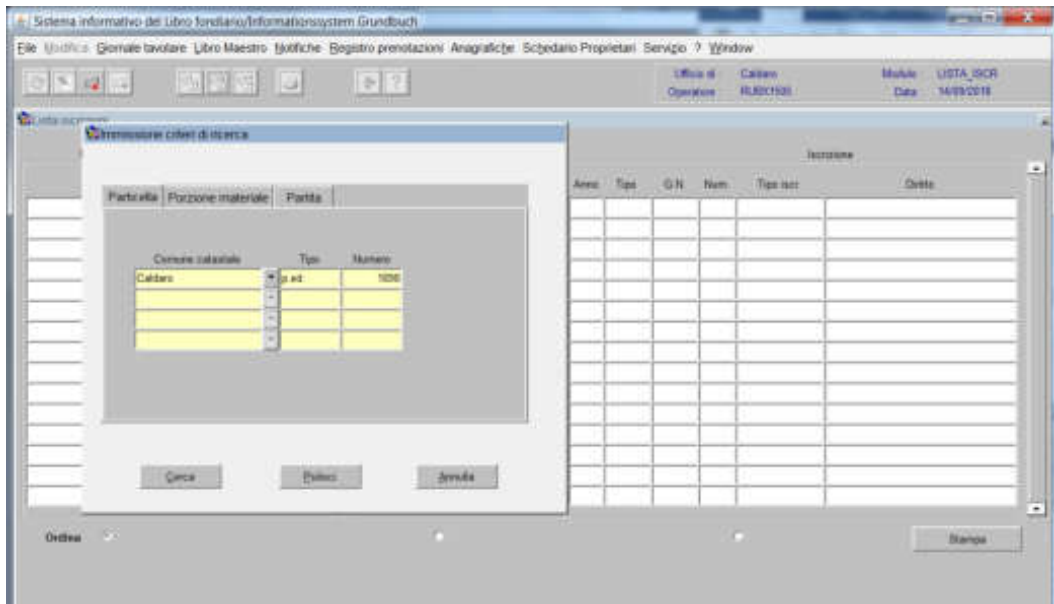 Sistema informativo del Libro fondiario/Informationssystem Grundbuch
File Modifica Giornale tavolare Libro Maestro Notifiche Registro prenotazioni Anagrafiche Schedario Proprietari Servizio ? Window
Ufficio di Caldaro Modulo LISTA_ISCR
Operatore Data 14/09/2018
Lista iscrizioni
Immissione criteri di ricerca
Iscrizione
Particella Porzione materiale Partita
Anno Tipo G.N. Num. Tipo iscr. Diritto
Comune catastale Tipo Numero
Caldaro p.ed.
Cerca Pulisci Annulla
Ordina Stampa